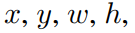 x, y, w, h,